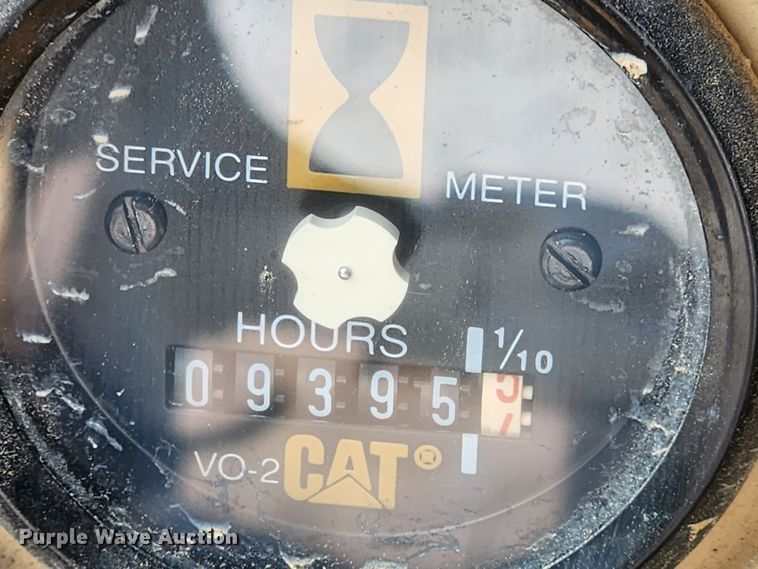 SERVICE METER
HOURS 1/10
09395
VO-2 CAT®
Purple Wave Auction